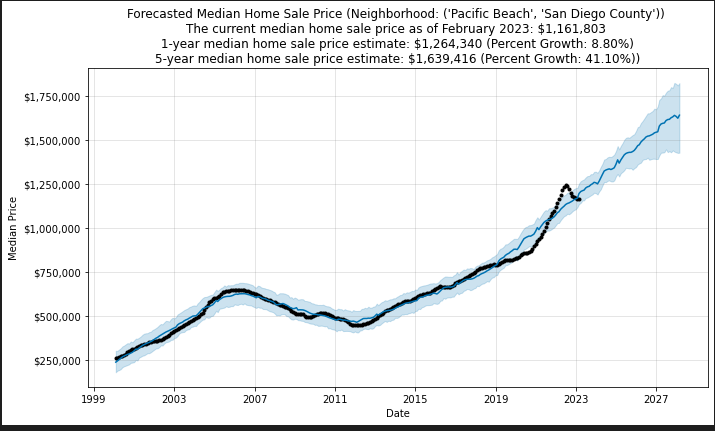 Forecasted Median Home Sale Price (Neighborhood: ('Pacific Beach', 'San Diego County'))
The current median home sale price as of February 2023: $1,161,803
1-year median home sale price estimate: $1,264,340 (Percent Growth: 8.80%)
5-year median home sale price estimate: $1,639,416 (Percent Growth: 41.10%))
$1,750,000
$1,500,000
$1,250,000
$1,000,000
$750,000
$500,000
$250,000
Median Price
1999 2003 2007 2011 2015 2019 2023 2027
Date